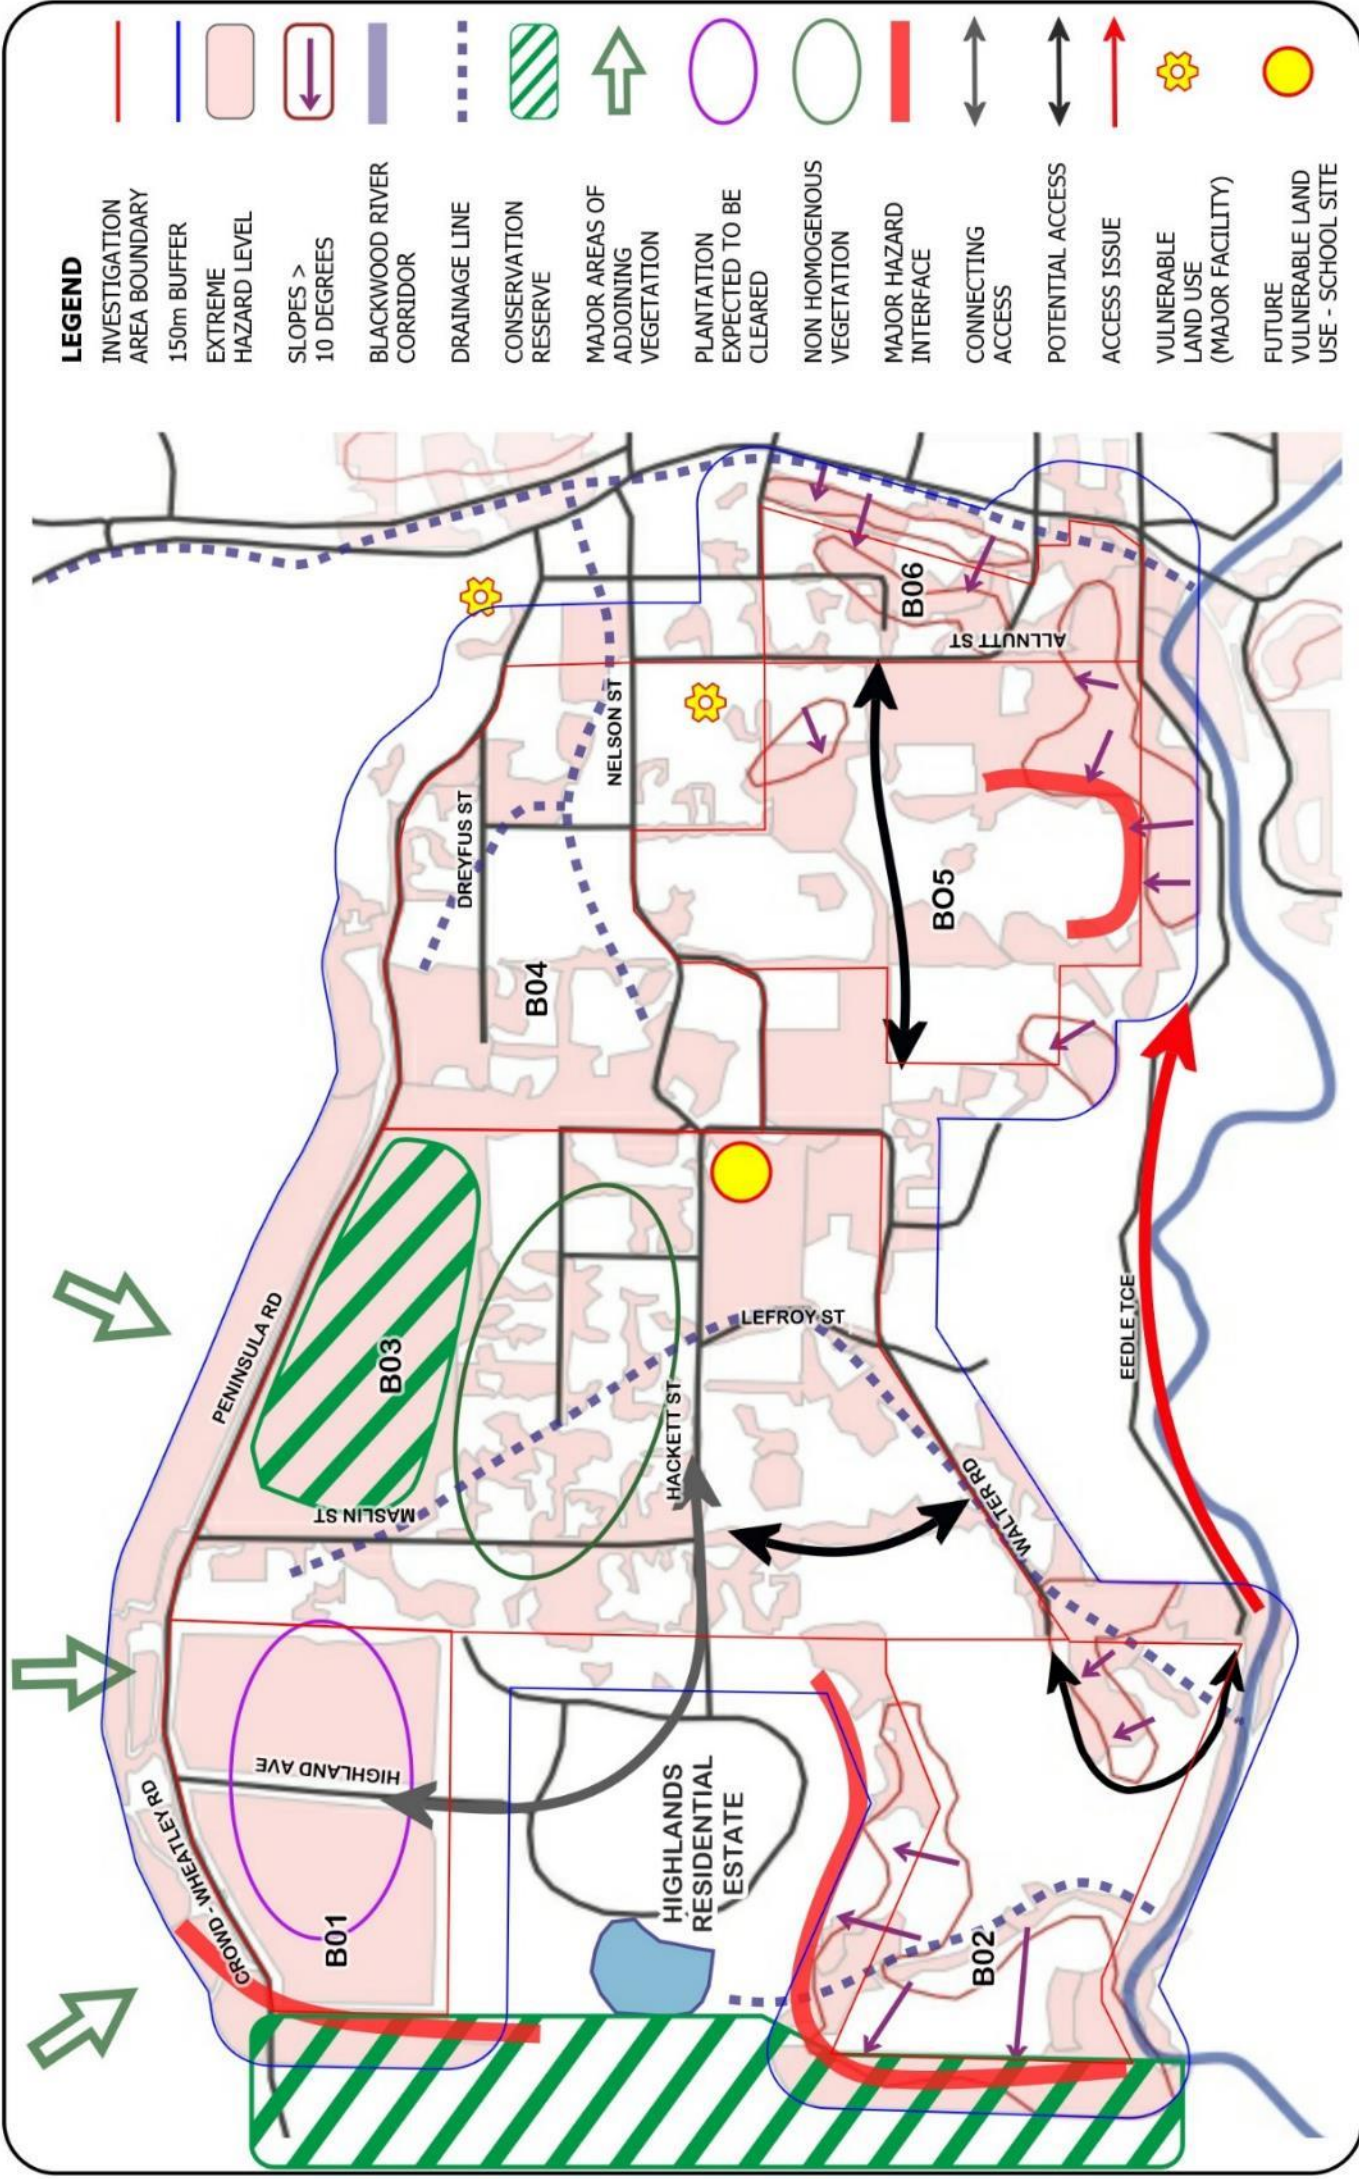 LEGEND
INVESTIGATION
AREA BOUNDARY
150m BUFFER
EXTREME
HAZARD LEVEL
SLOPES >
10 DEGREES
BLACKWOOD RIVER
CORRIDOR
DRAINAGE LINE
CONSERVATION
RESERVE
MAJOR AREAS OF
ADJOINING
VEGETATION
PLANTATION
EXPECTED TO BE
CLEARED
NON HOMOGENOUS
VEGETATION
MAJOR HAZARD
INTERFACE
CONNECTING
ACCESS
POTENTIAL ACCESS
ACCESS ISSUE
VULNERABLE
LAND USE
(MAJOR FACILITY)
FUTURE
VULNERABLE LAND
USE - SCHOOL SITE
CROWD - WHEATLEY RD
PENINSULA RD
B01
HIGHLAND AVE
MASLIN ST
B03
DREYFUS ST
B04
NELSON ST
HIGHLANDS
RESIDENTIAL
ESTATE
HACKETT ST
LEFROY ST
B06
ALLNUTT ST
BO5
B02
WALTER RD
EEDLE TCE